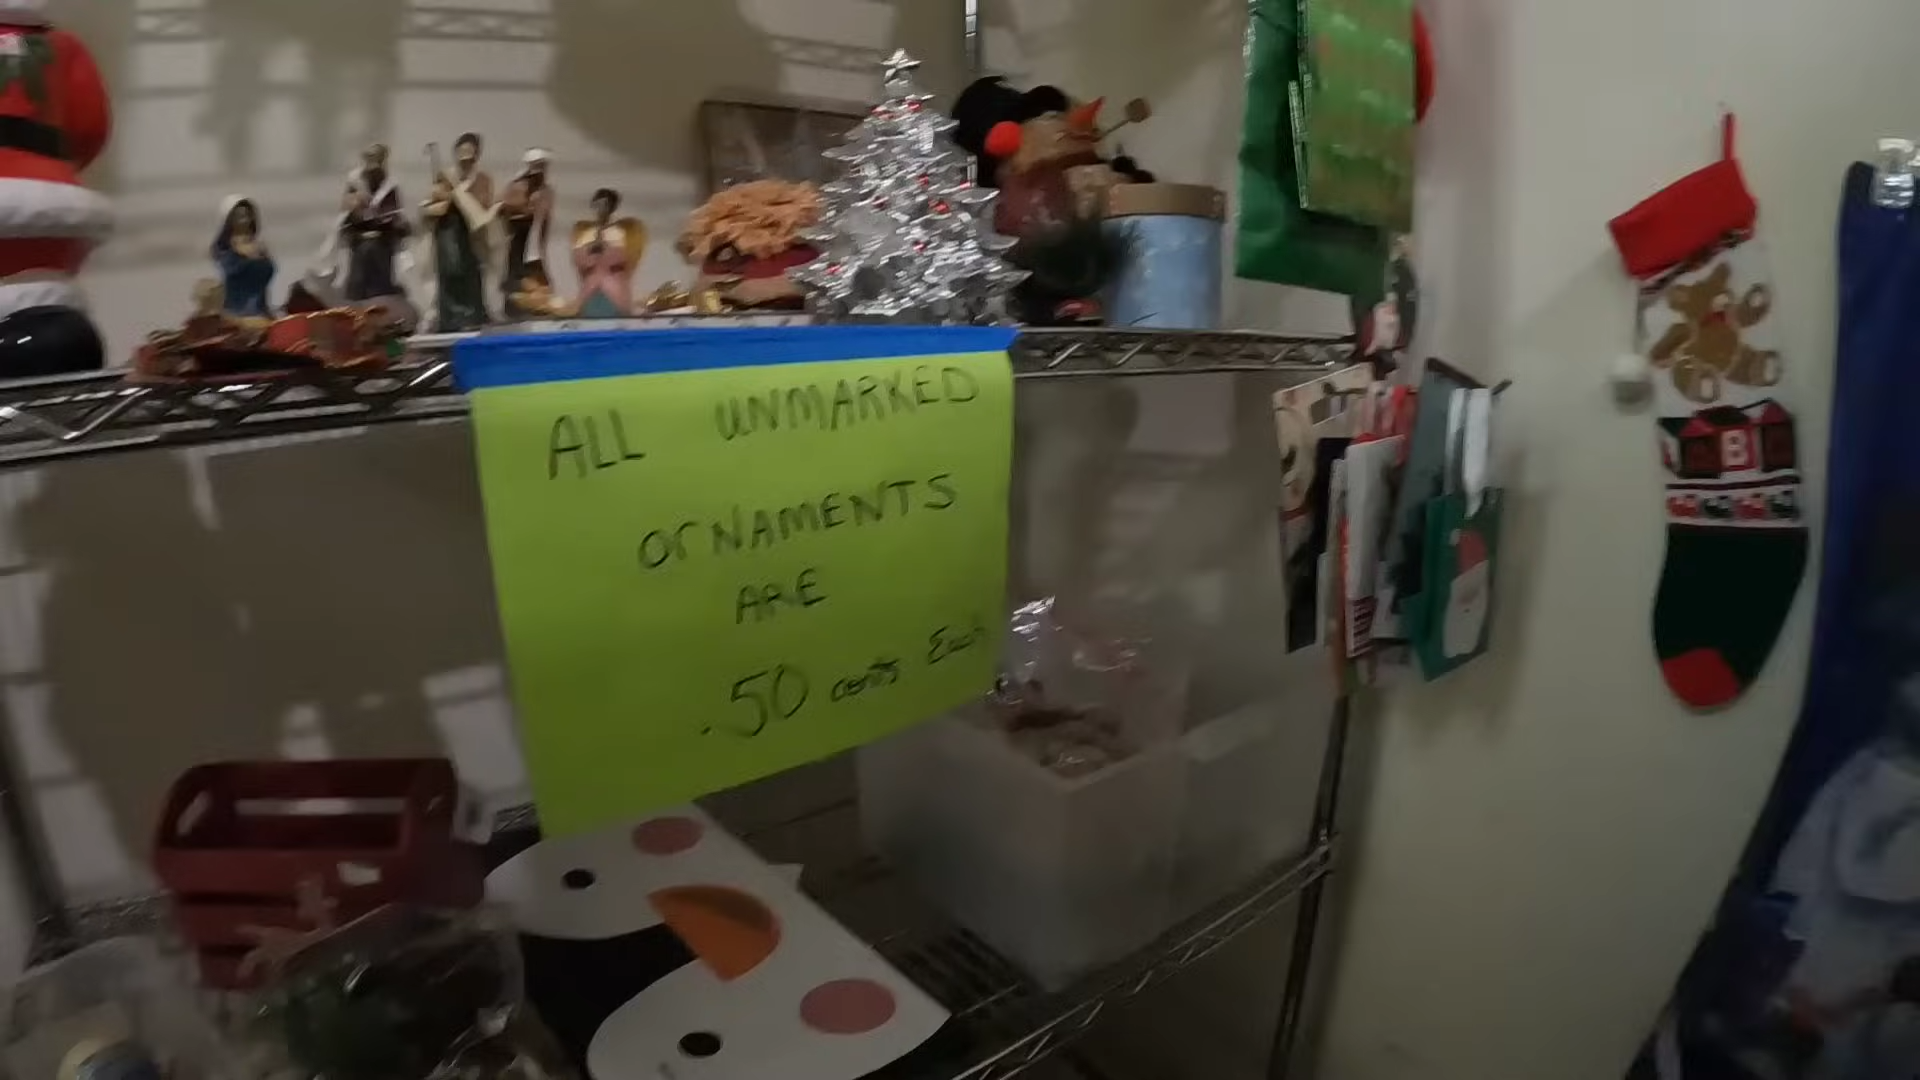 ALL UNMARKED
OrNAMENTS
ARE
.50 cents Each
B